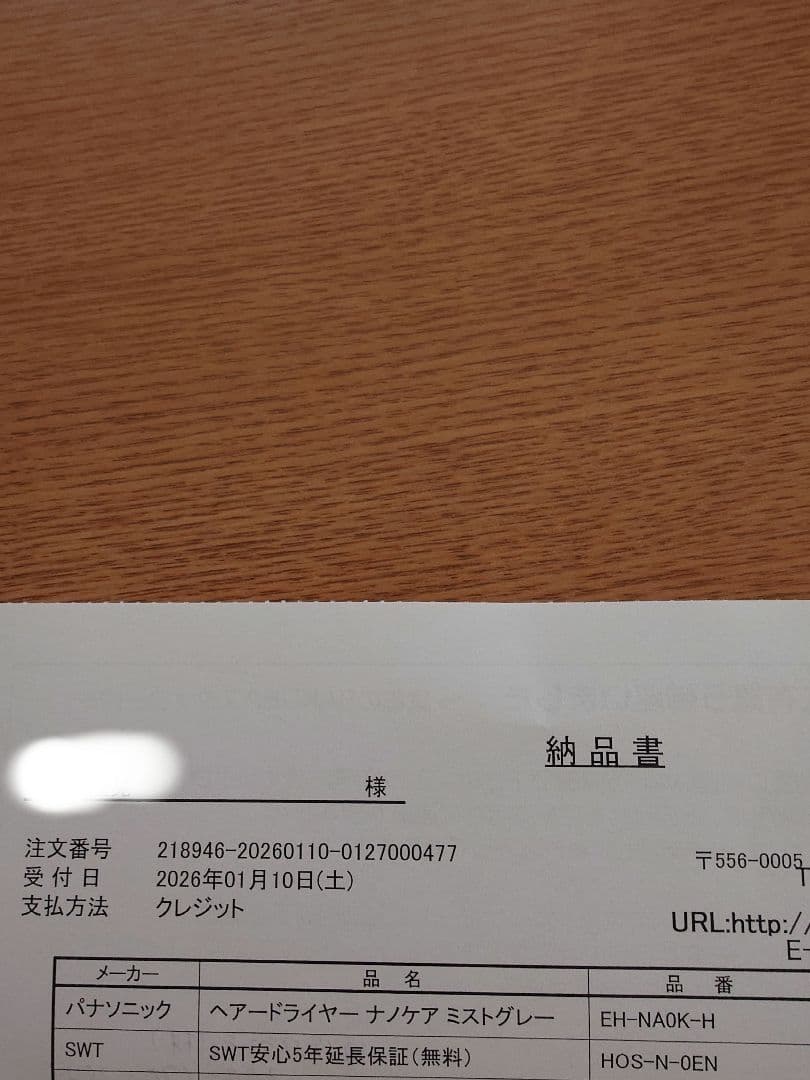 納品書
様
注文番号 218946-20260110-0127000477
受付日 2026年01月10日(土)
支払方法 クレジット
〒556-0005
T
URL:http://
E-
メーカー 品名 品番
パナソニック ヘアードライヤー ナノケア ミストグレー EH-NA0K-H
SWT SWT安心5年延長保証(無料) HOS-N-0EN